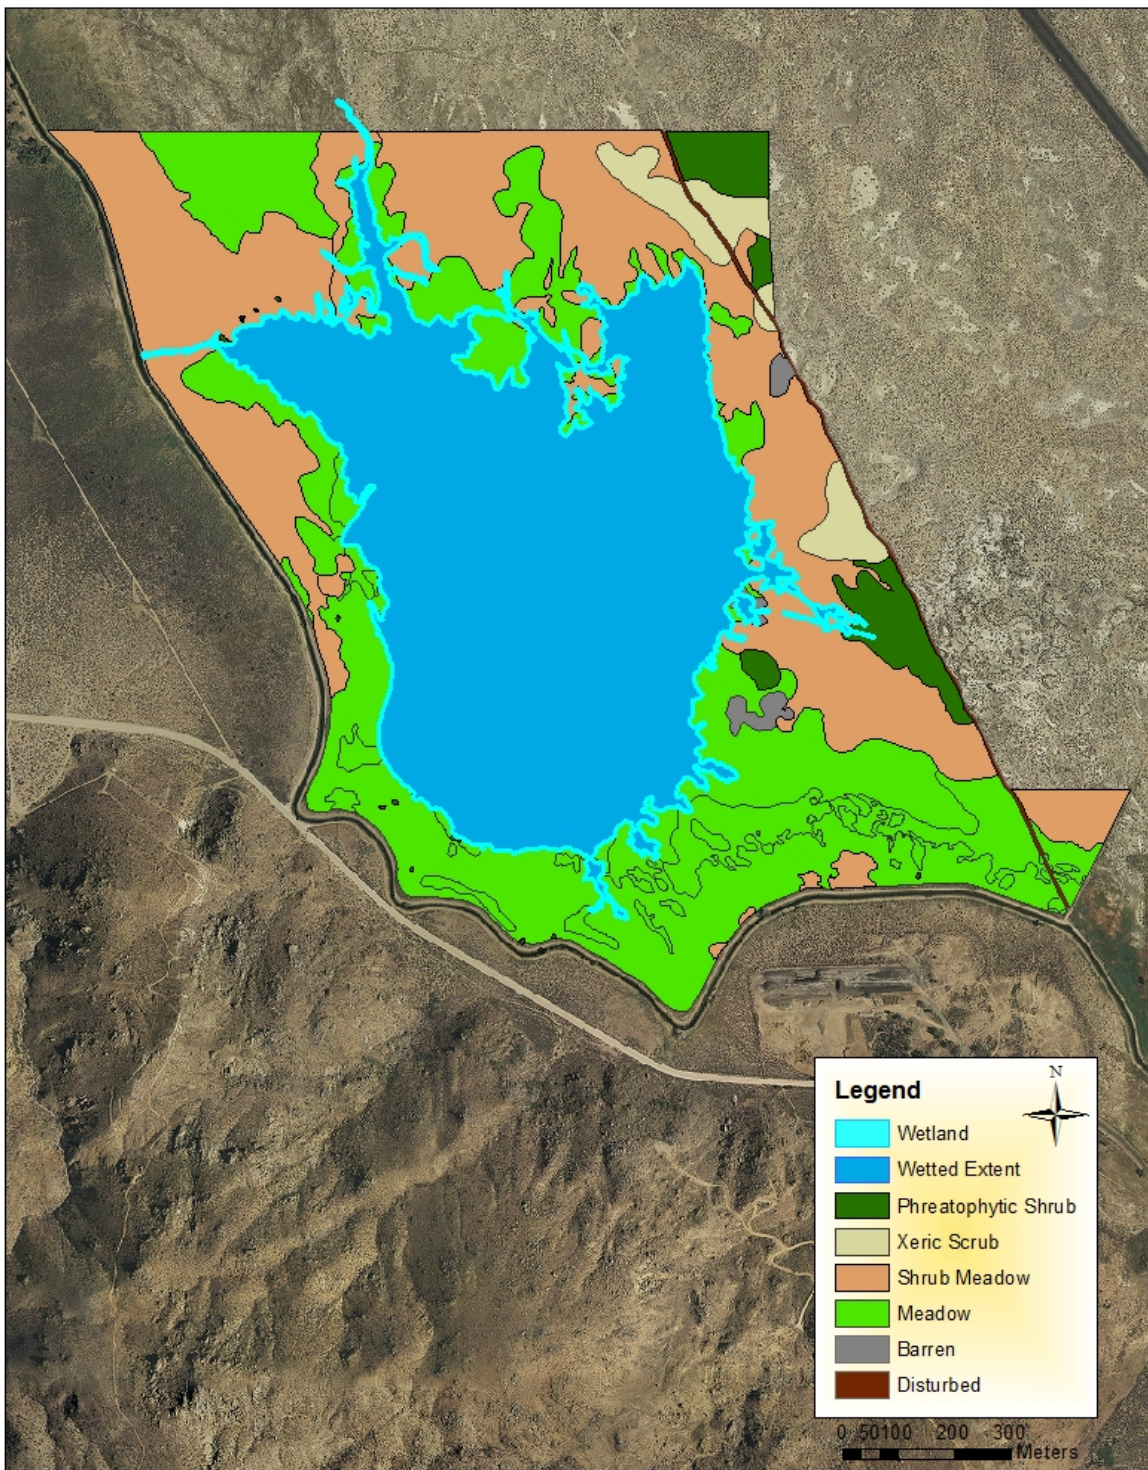 Legend
N
Wetland
Wetted Extent
Phreatophytic Shrub
Xeric Scrub
Shrub Meadow
Meadow
Barren
Disturbed
0 50100 200 300
Meters